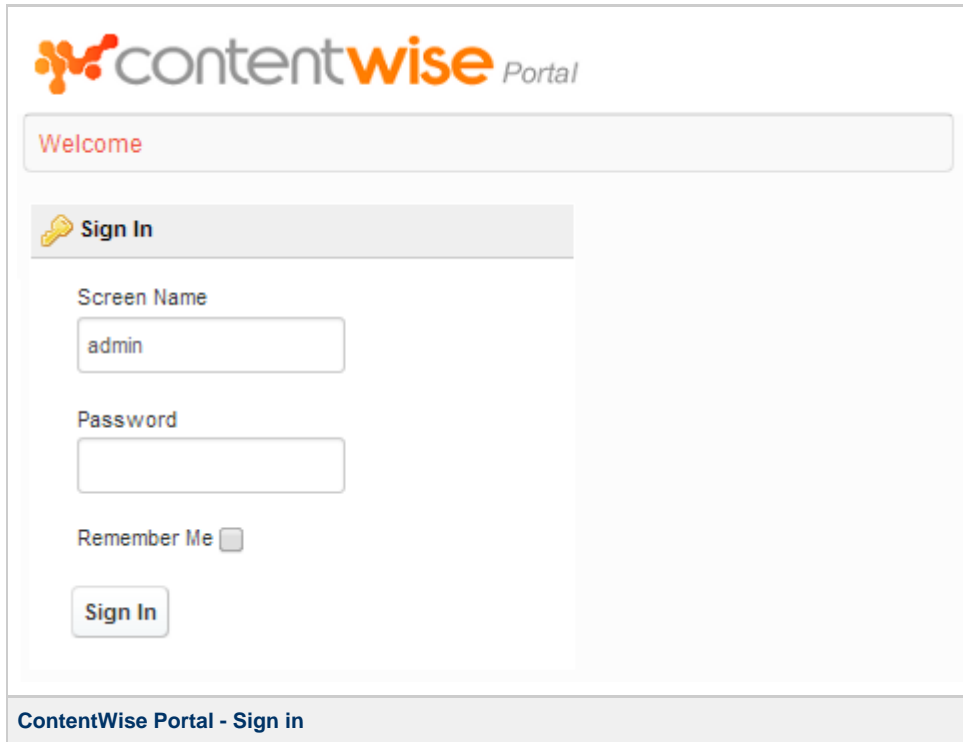 contentwise Portal
Welcome
Sign In
Screen Name
admin
Password
Remember Me
Sign In
ContentWise Portal - Sign in